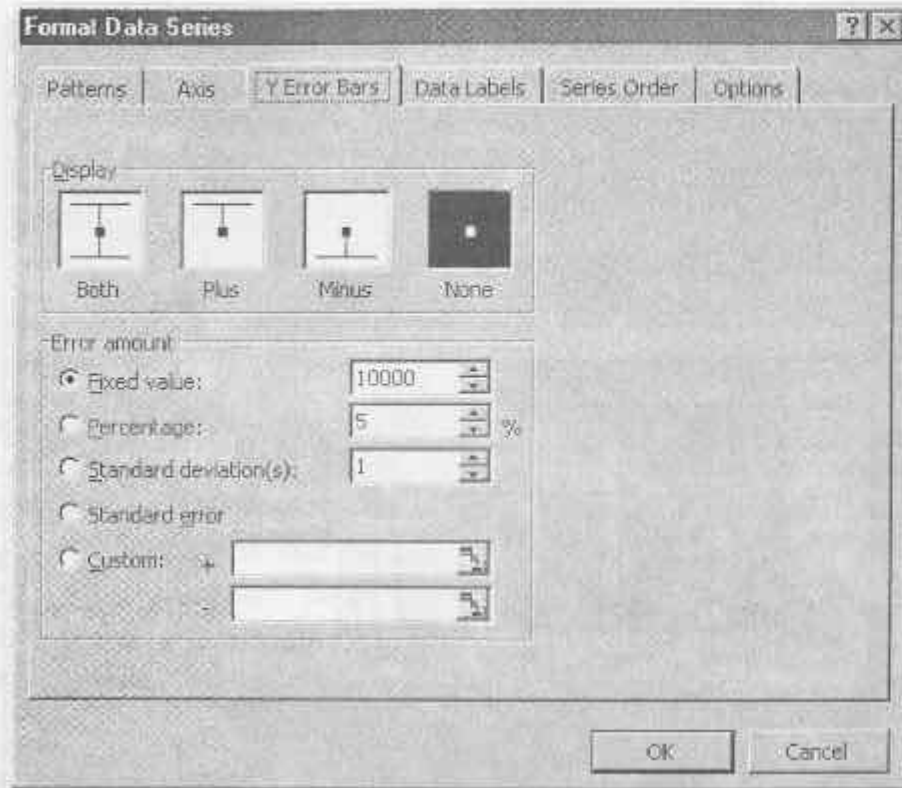 Format Data Series
Patterns Axis Y Error Bars Data Labels Series Order Options
Display
Both Plus Minus None
Error amount
Fixed value: 10000
Percentage: 5 %
Standard deviation(s): 1
Standard error
Custom: +
-
OK Cancel